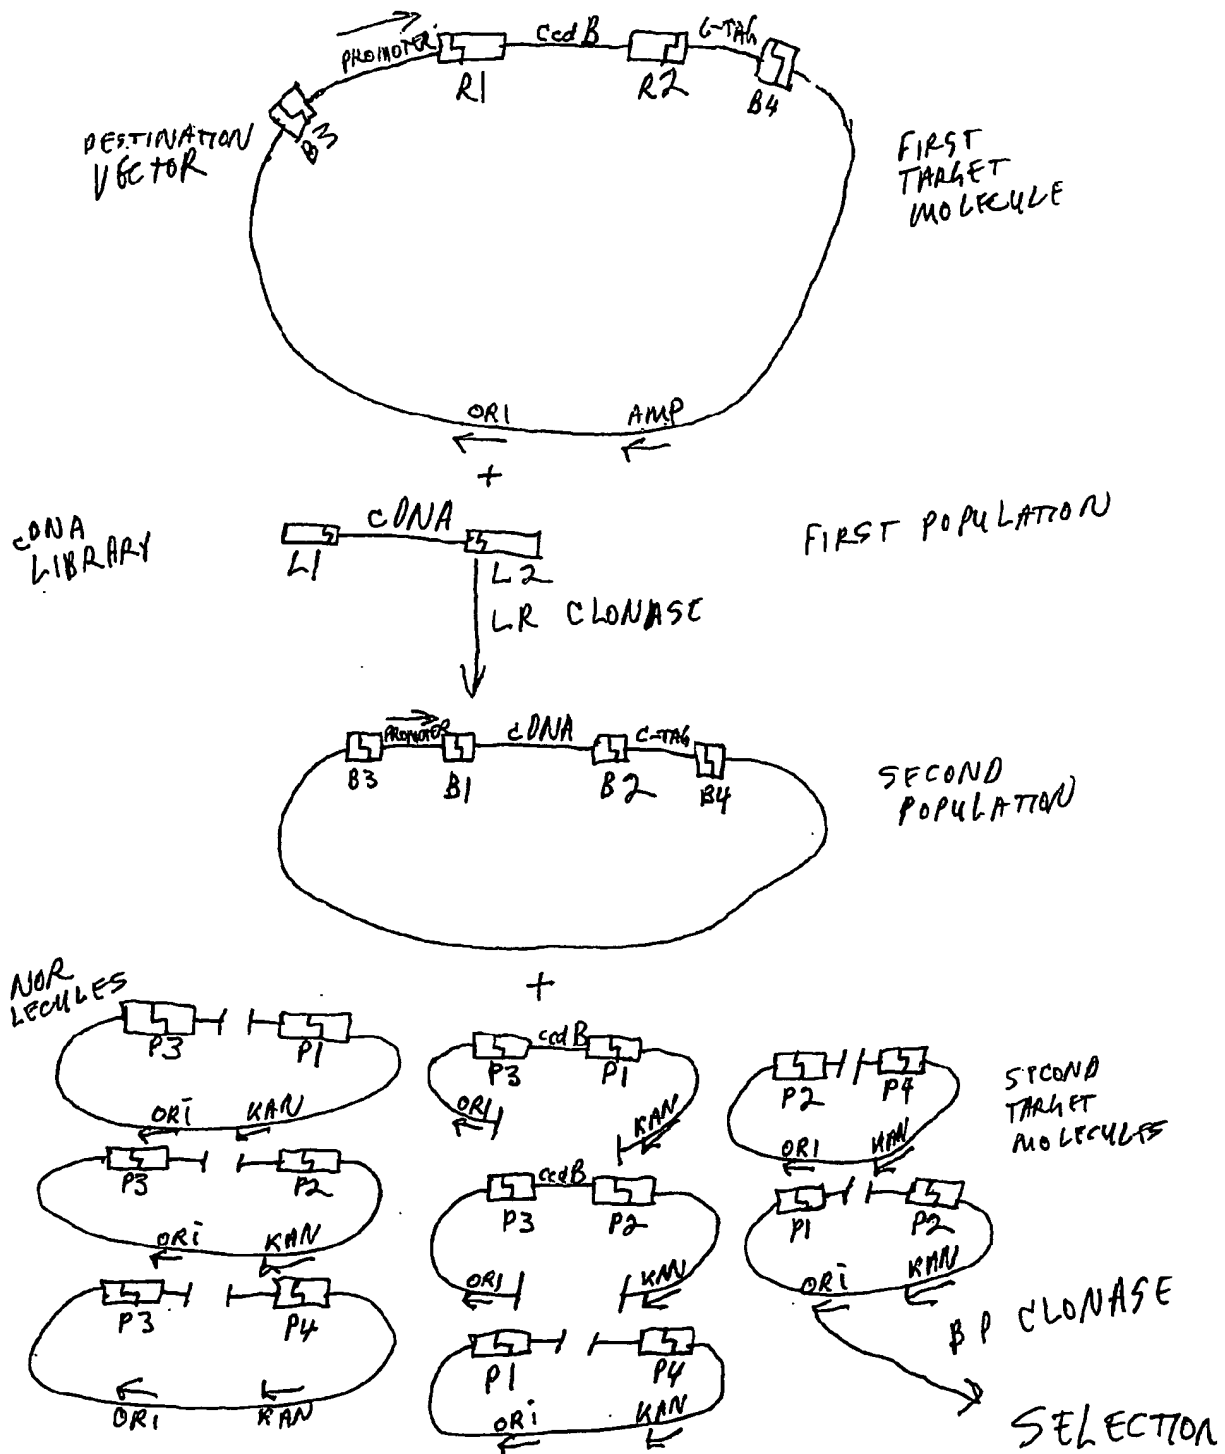 PROMOTER
ccdB
C-TAG
R1
R2
B4
B3
DESTINATION
VECTOR
FIRST
TARGET
MOLECULE
ORI
AMP
+
cDNA
LIBRARY
cDNA
L1
L2
FIRST POPULATION
LR CLONASE
PROMOTER
cDNA
C-TAG
B3
B1
B2
B4
SECOND
POPULATION
+
NOR
LECULES
P3
P1
ORI
KAN
ccdB
P3
P1
ORI
KAN
P2
P4
ORI
KAN
SECOND
TARGET
MOLECULES
P3
P2
ORI
KAN
ccdB
P3
P2
ORI
KAN
P1
P2
ORI
KAN
P3
P4
ORI
KAN
P1
P4
ORI
KAN
BP CLONASE
SELECTION